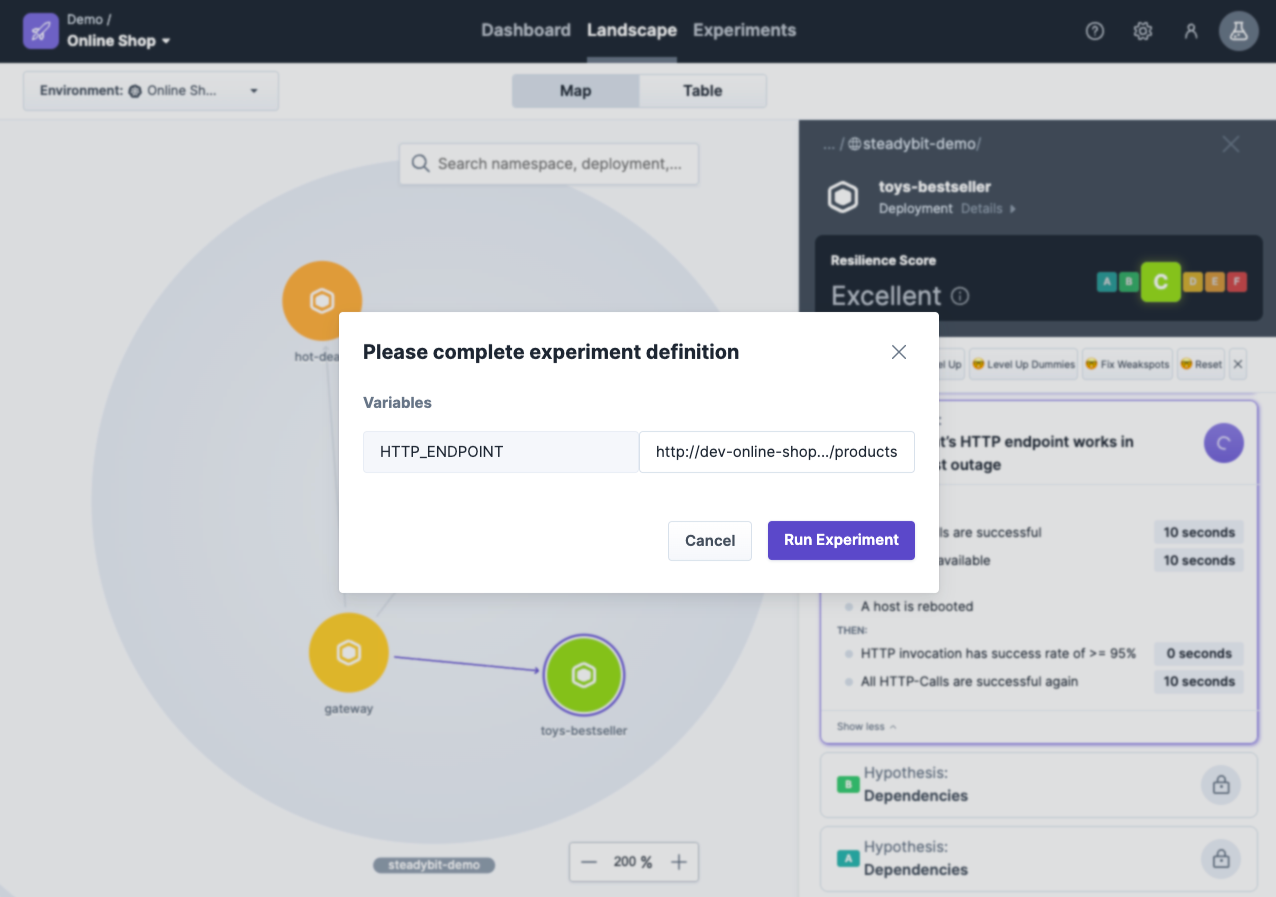 Demo /
Online Shop
Dashboard Landscape Experiments
Environment: Online Sh...
Map Table
Search namespace, deployment,...
... / steadybit-demo/
toys-bestseller
Deployment Details
Resilience Score
Excellent
A B C D E F
hot-dea
Level Up Dummies Fix Weakspots Reset
Please complete experiment definition
Variables
HTTP_ENDPOINT http://dev-online-shop.../products
Cancel Run Experiment
HTTP endpoint works in
outage
are successful 10 seconds
available 10 seconds
A host is rebooted
THEN:
HTTP invocation has success rate of >= 95% 0 seconds
All HTTP-Calls are successful again 10 seconds
Show less
gateway
toys-bestseller
B Hypothesis:
Dependencies
A Hypothesis:
Dependencies
steadybit-demo
200 %